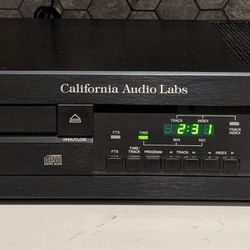 California Audio Labs
TRACK INDEX
2:31
FTS TIME MIN SEC TRACK INDEX
OPEN/CLOSE
FTS TIME/TRACK PROGRAM TRACK INDEX